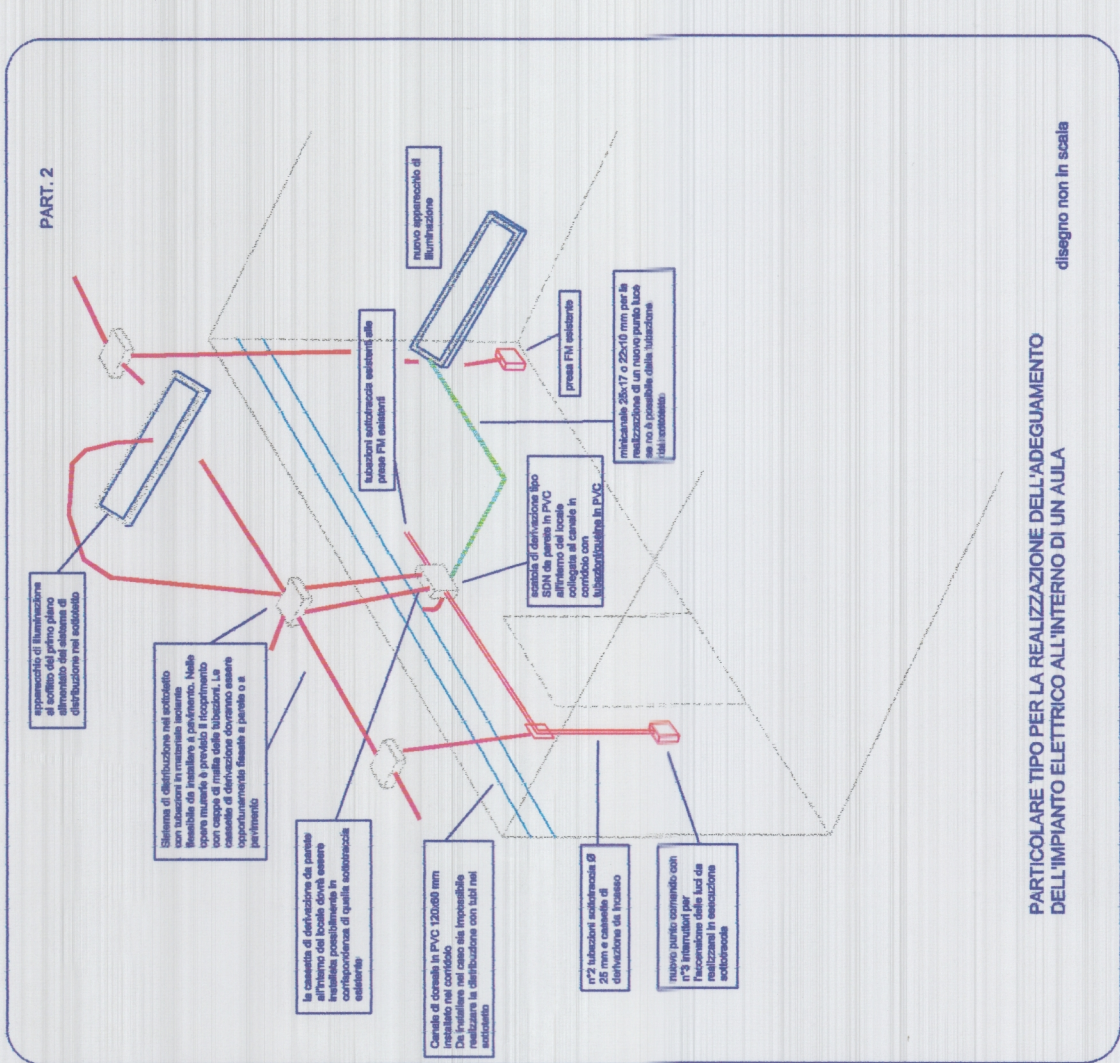 PART. 2
apparecchio di illuminazione
al soffitto del primo piano
alimentato dal sistema di
distribuzione nel sottotetto
Sistema di distribuzione nel sottotetto
con tubazioni in materiale isolante
flessibile da installare a pavimento. Nelle
opere murarie è previsto il ricoprimento
con cappe di malta delle tubazioni. Le
cassette di derivazione dovranno essere
opportunamente fissate a parete o a
pavimento
la cassetta di derivazione da parete
all'interno del locale dovrà essere
installata possibilmente in
corrispondenza di quella sottotraccia
esistente
Canale di dorsale in PVC 120x60 mm
installato nel corridoio
Da installare nel caso sia impossibile
realizzare la distribuzione con tubi nel
sottotetto
n°2 tubazioni sottotraccia Ø
25 mm e cassette di
derivazione da incasso
nuovo punto comando con
n°3 interruttori per
l'accensione delle luci da
realizzarsi in esecuzione
sottotraccia
tubazioni sottotraccia esistenti alle
prese FM esistenti
nuovo apparecchio di
illuminazione
scatola di derivazione tipo
SDN da parete in PVC
all'interno del locale
collegata al canale in
corridoio con
tubazioni/guaine in PVC
presa FM esistente
minicanale 25x17 o 22x10 mm per la
realizzazione di un nuovo punto luce
se no è possibile dalla tubazione
dal sottotetto
PARTICOLARE TIPO PER LA REALIZZAZIONE DELL'ADEGUAMENTO
DELL'IMPIANTO ELETTRICO ALL'INTERNO DI UN AULA
disegno non in scala